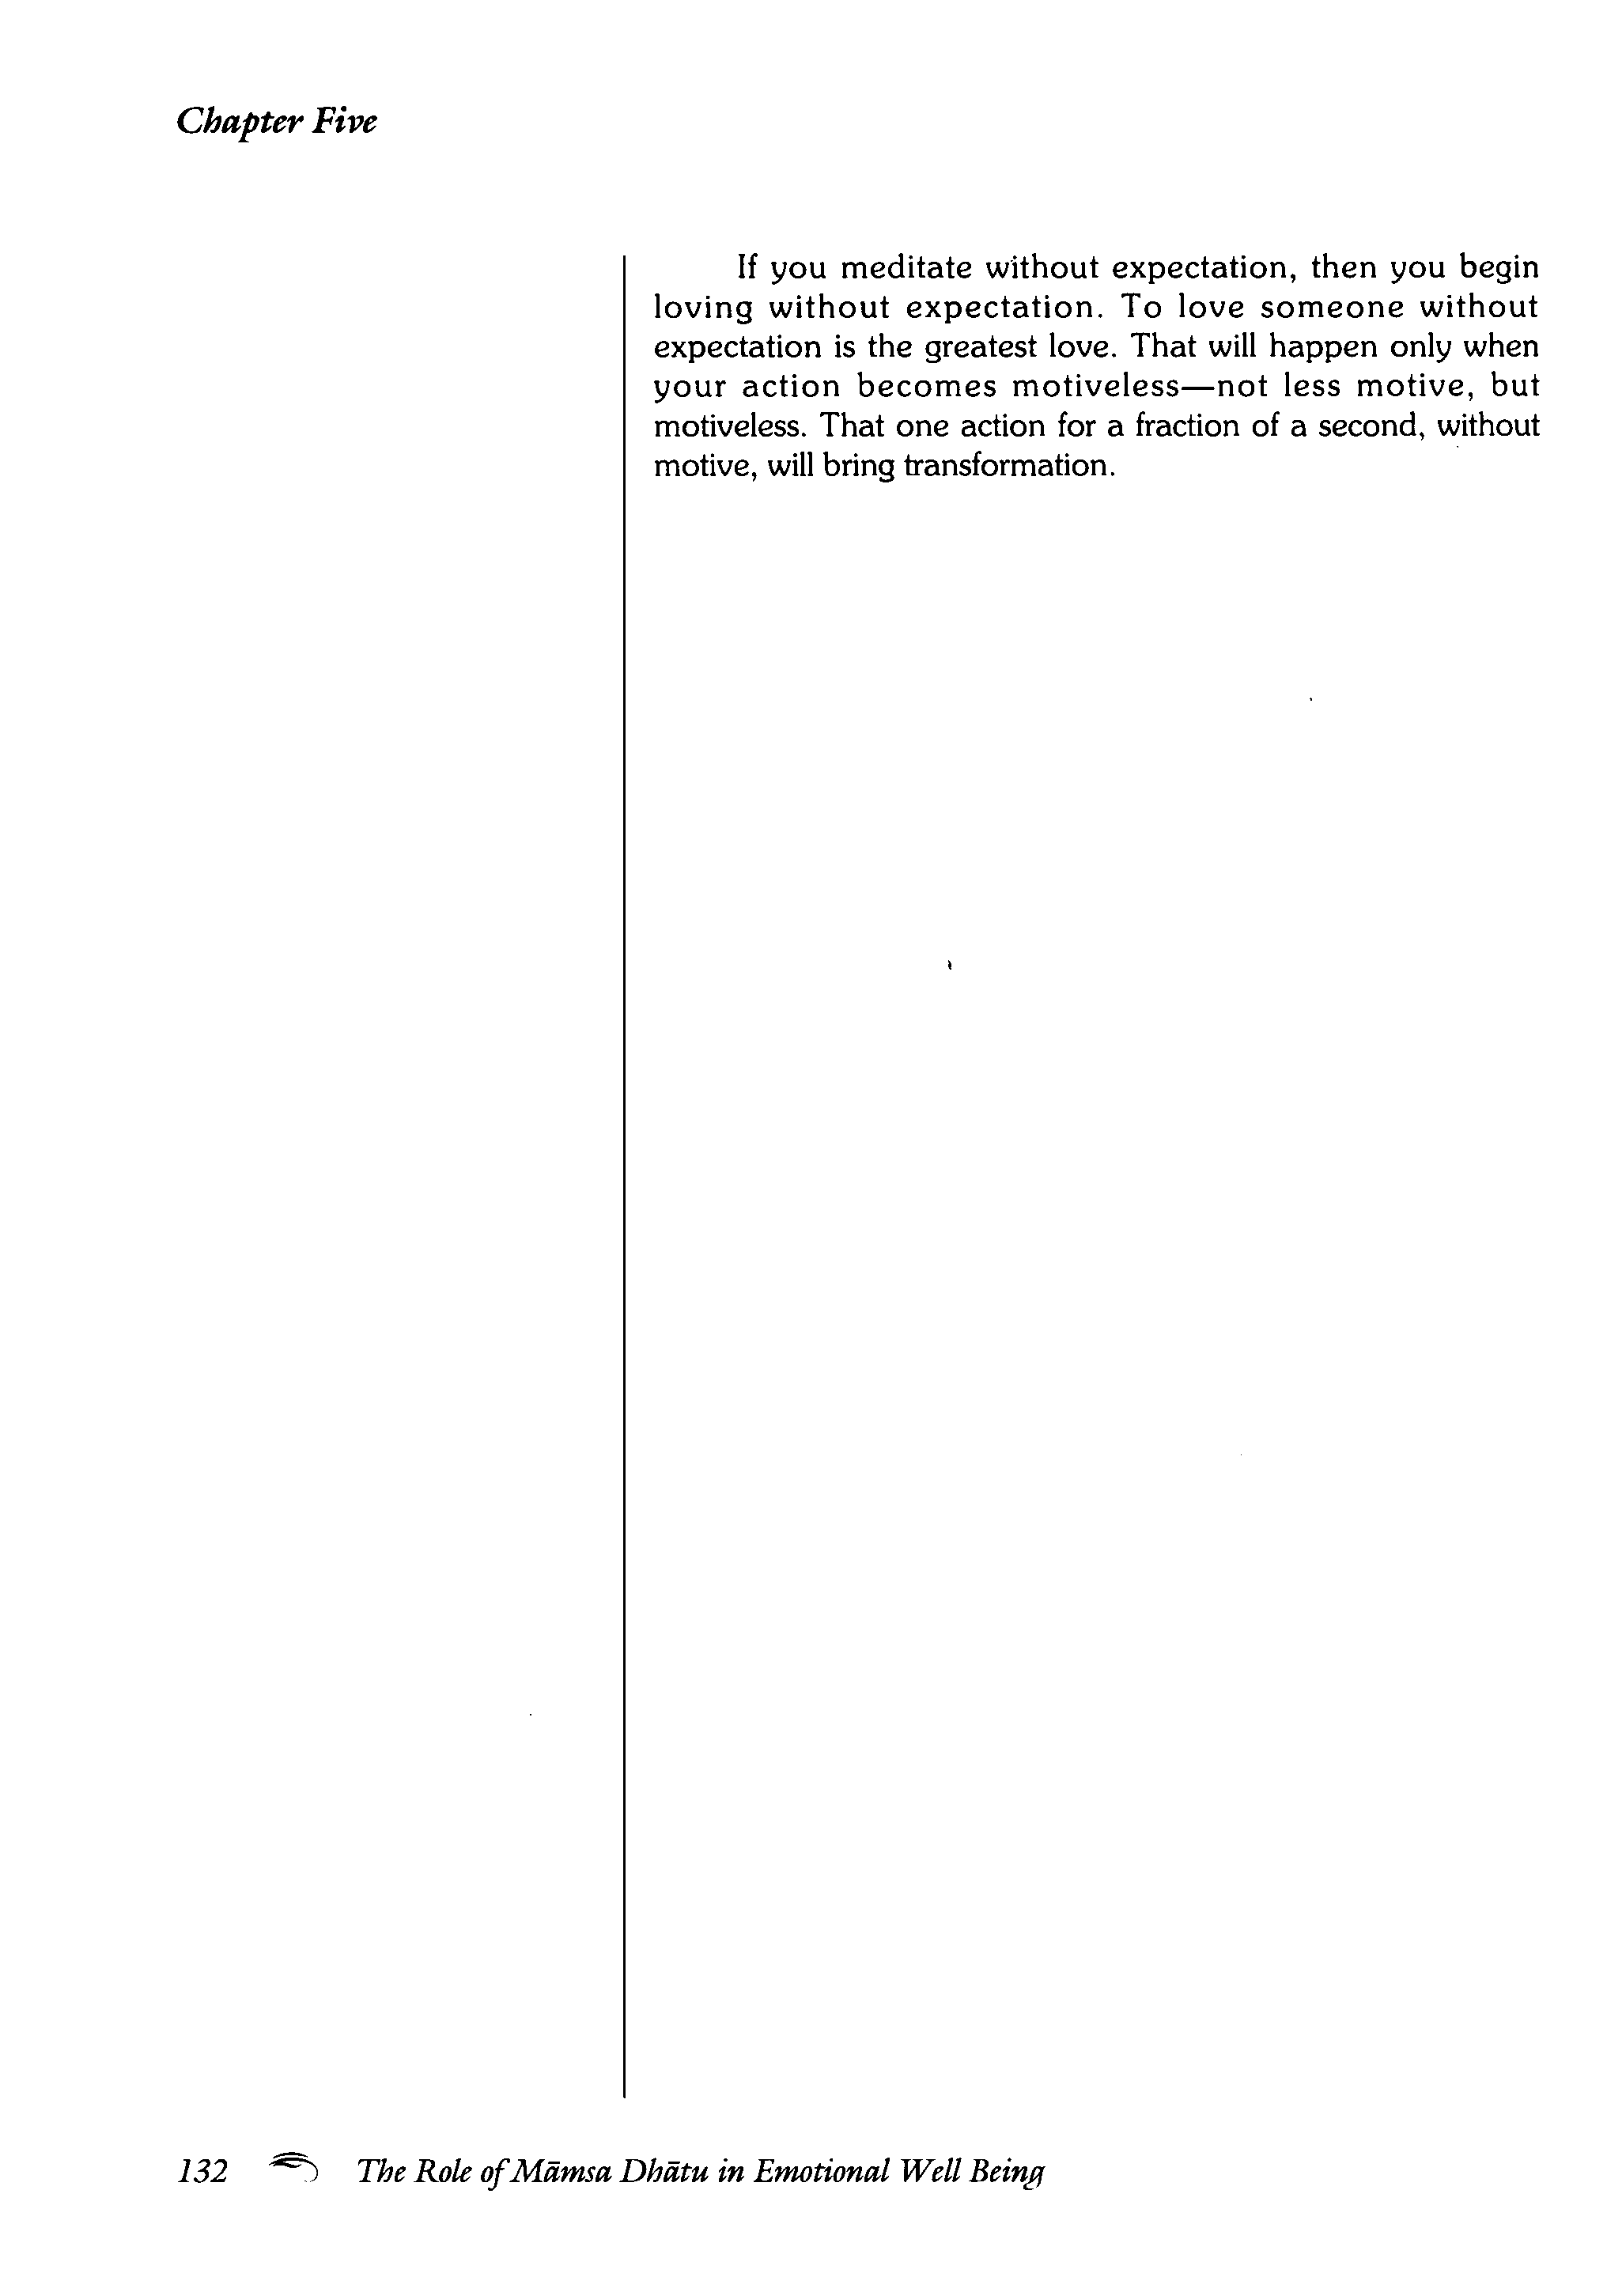 Chapter Five
If you meditate without expectation, then you begin
loving without expectation. To love someone without
expectation is the greatest love. That will happen only when
your action becomes motiveless—not less motive, but
motiveless. That one action for a fraction of a second, without
motive, will bring transformation.
132 The Role of Māmsa Dhātu in Emotional Well Being